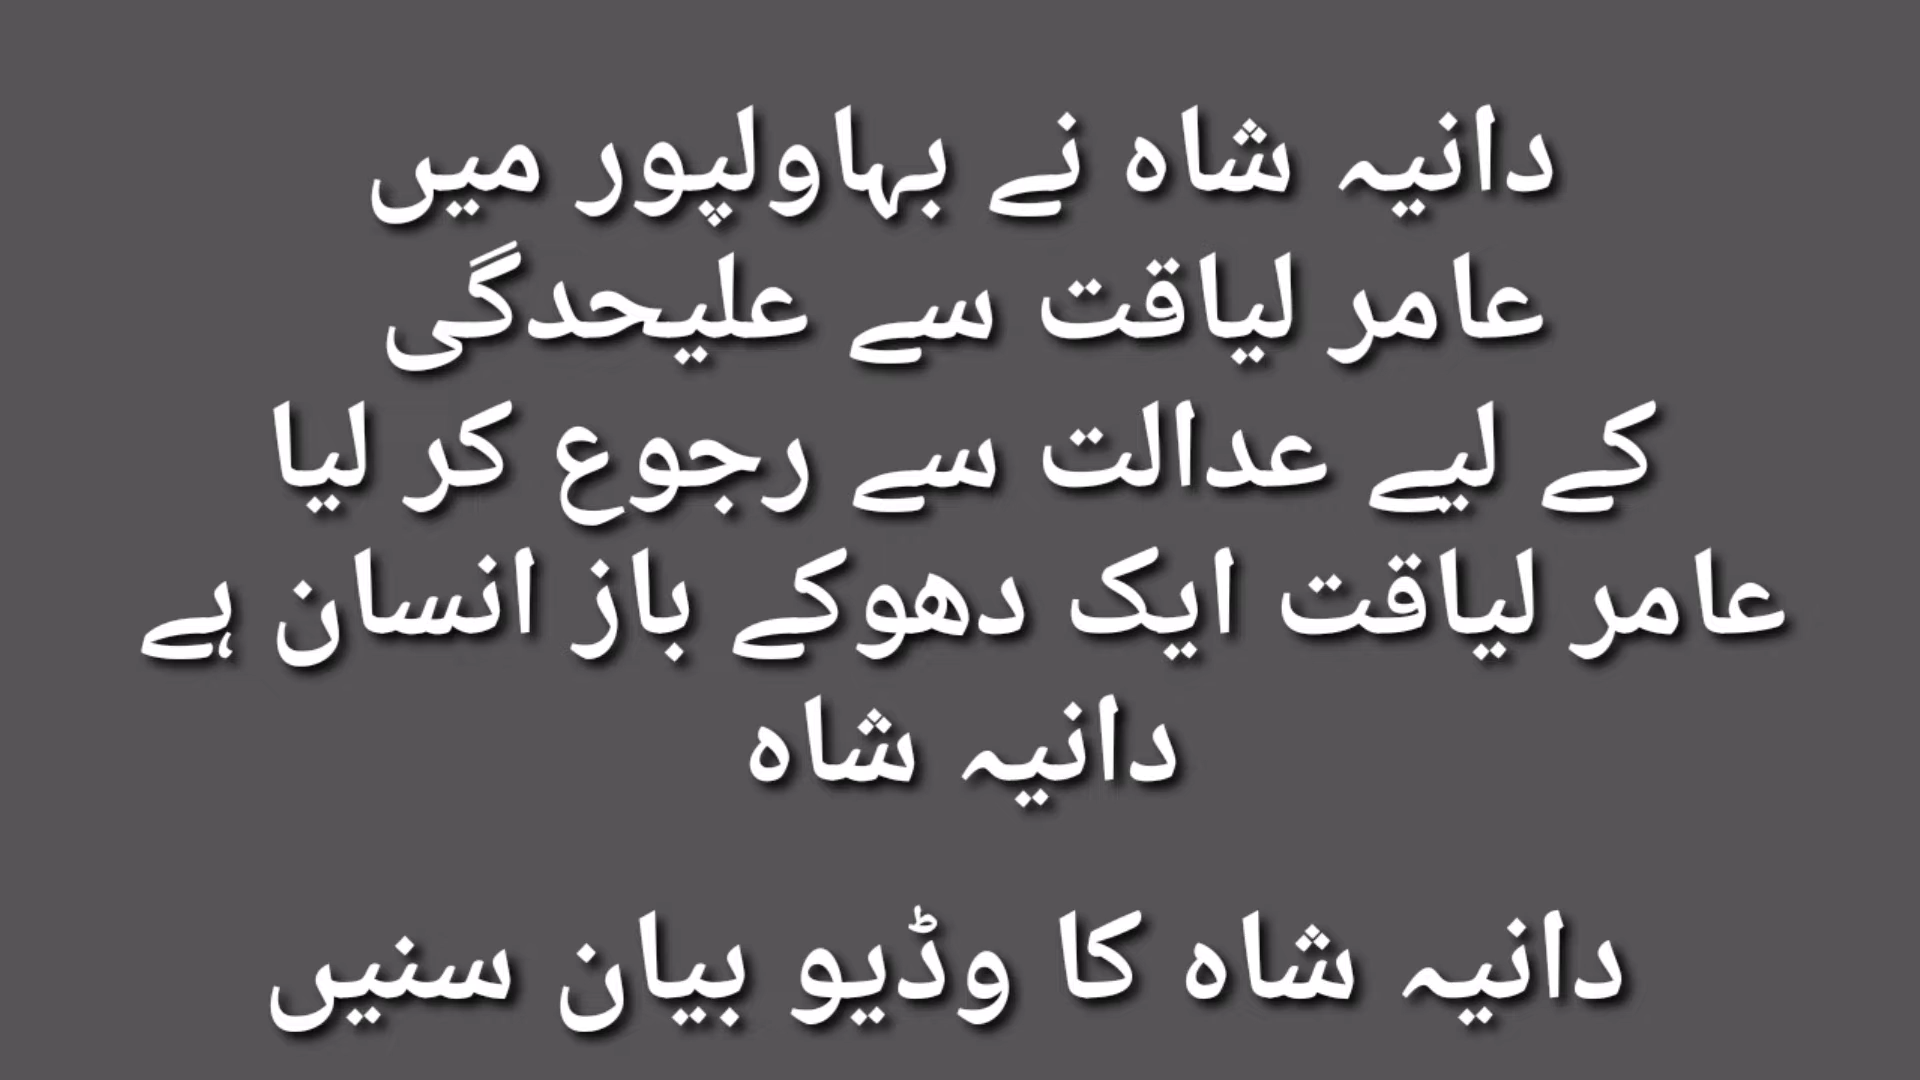 دانیہ شاہ نے بہاولپور میں
عامر لیاقت سے علیحدگی
کے لیے عدالت سے رجوع کر لیا
عامر لیاقت ایک دھوکے باز انسان ہے
دانیہ شاہ
دانیہ شاہ کا وڈیو بیان سنیں